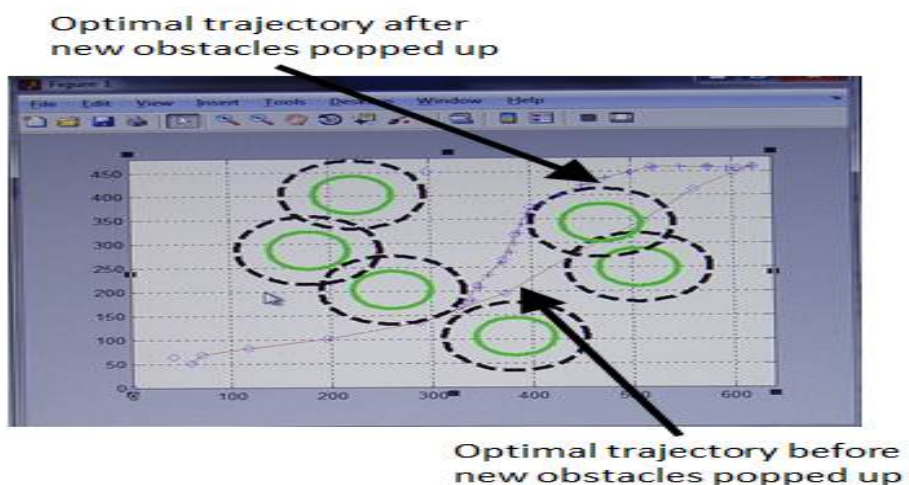 Optimal trajectory after
new obstacles popped up
Figure 1
File Edit View Insert Tools Desktop Window Help
450
400
350
300
250
200
150
100
50
0
0 100 200 300 400 500 600
Optimal trajectory before
new obstacles popped up